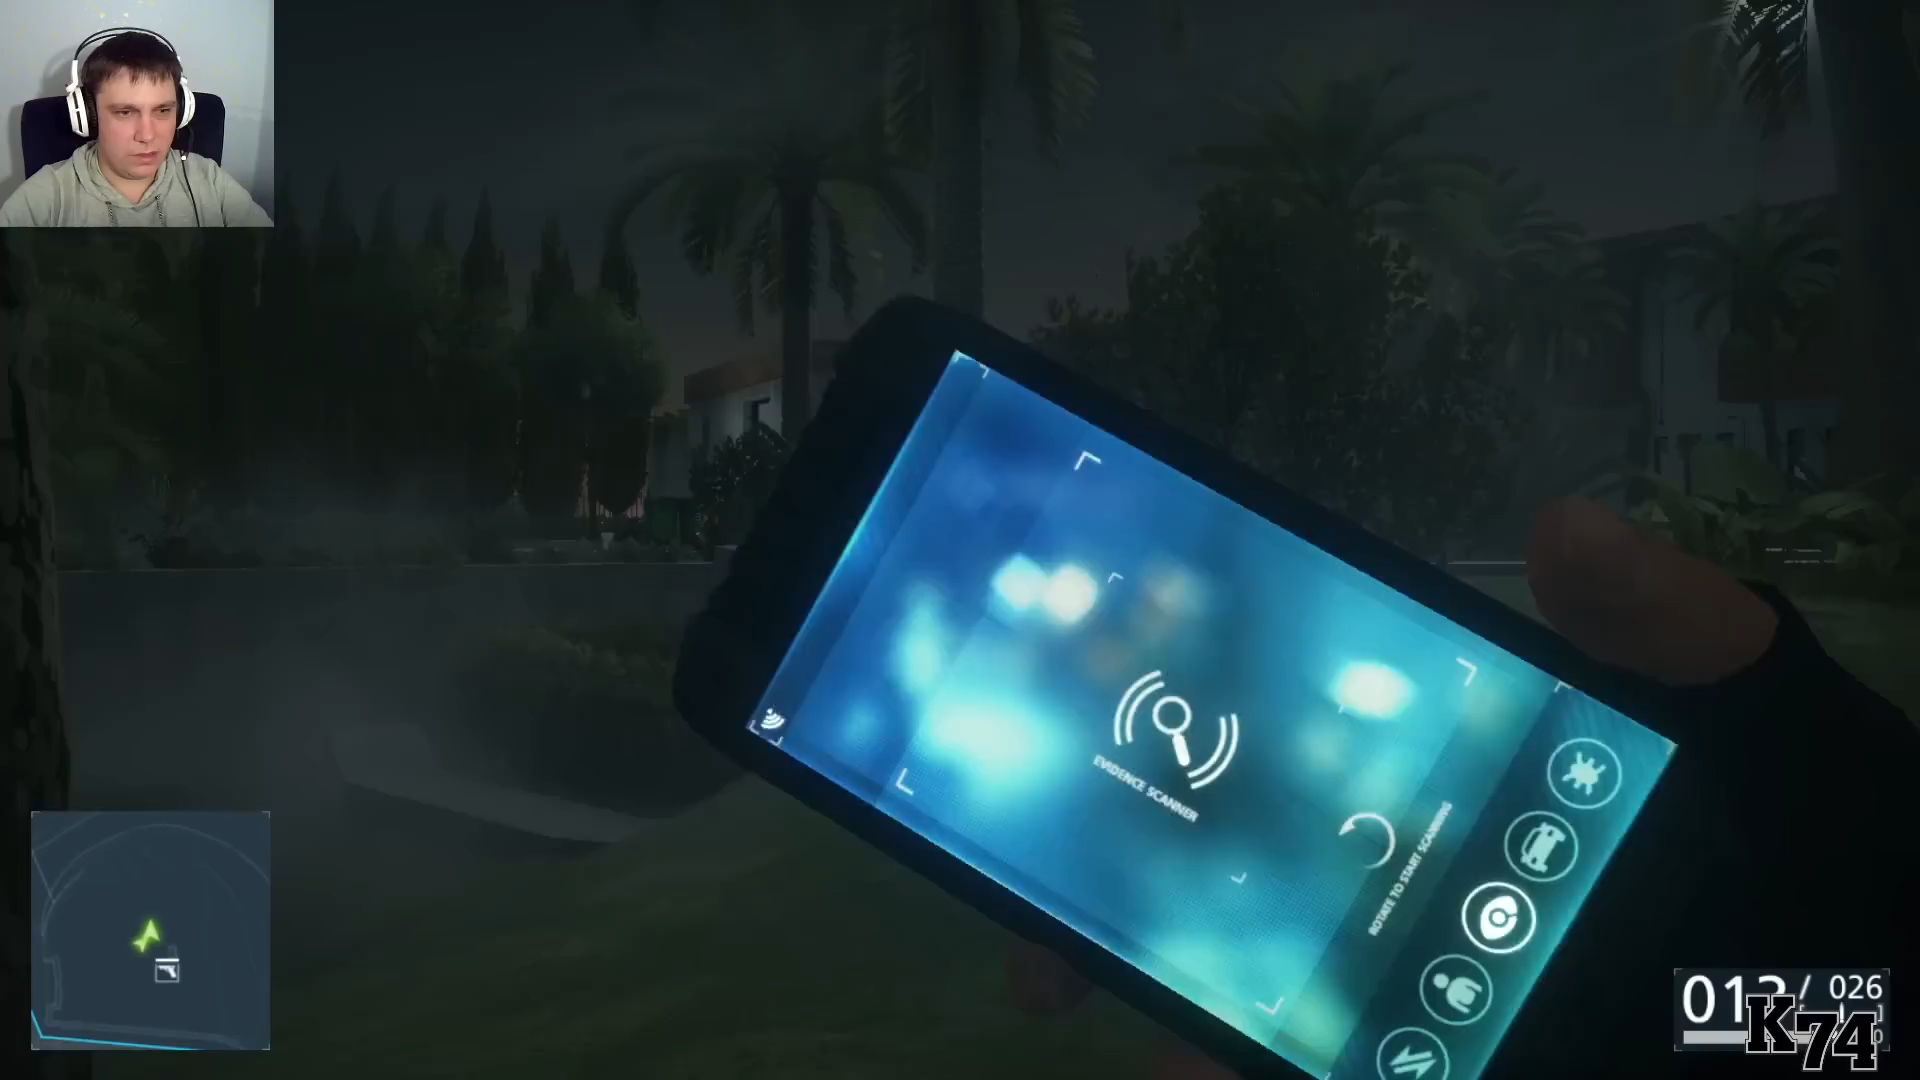 EVIDENCE SCANNER
ROTATE TO START SCANNING
/ 026
K74